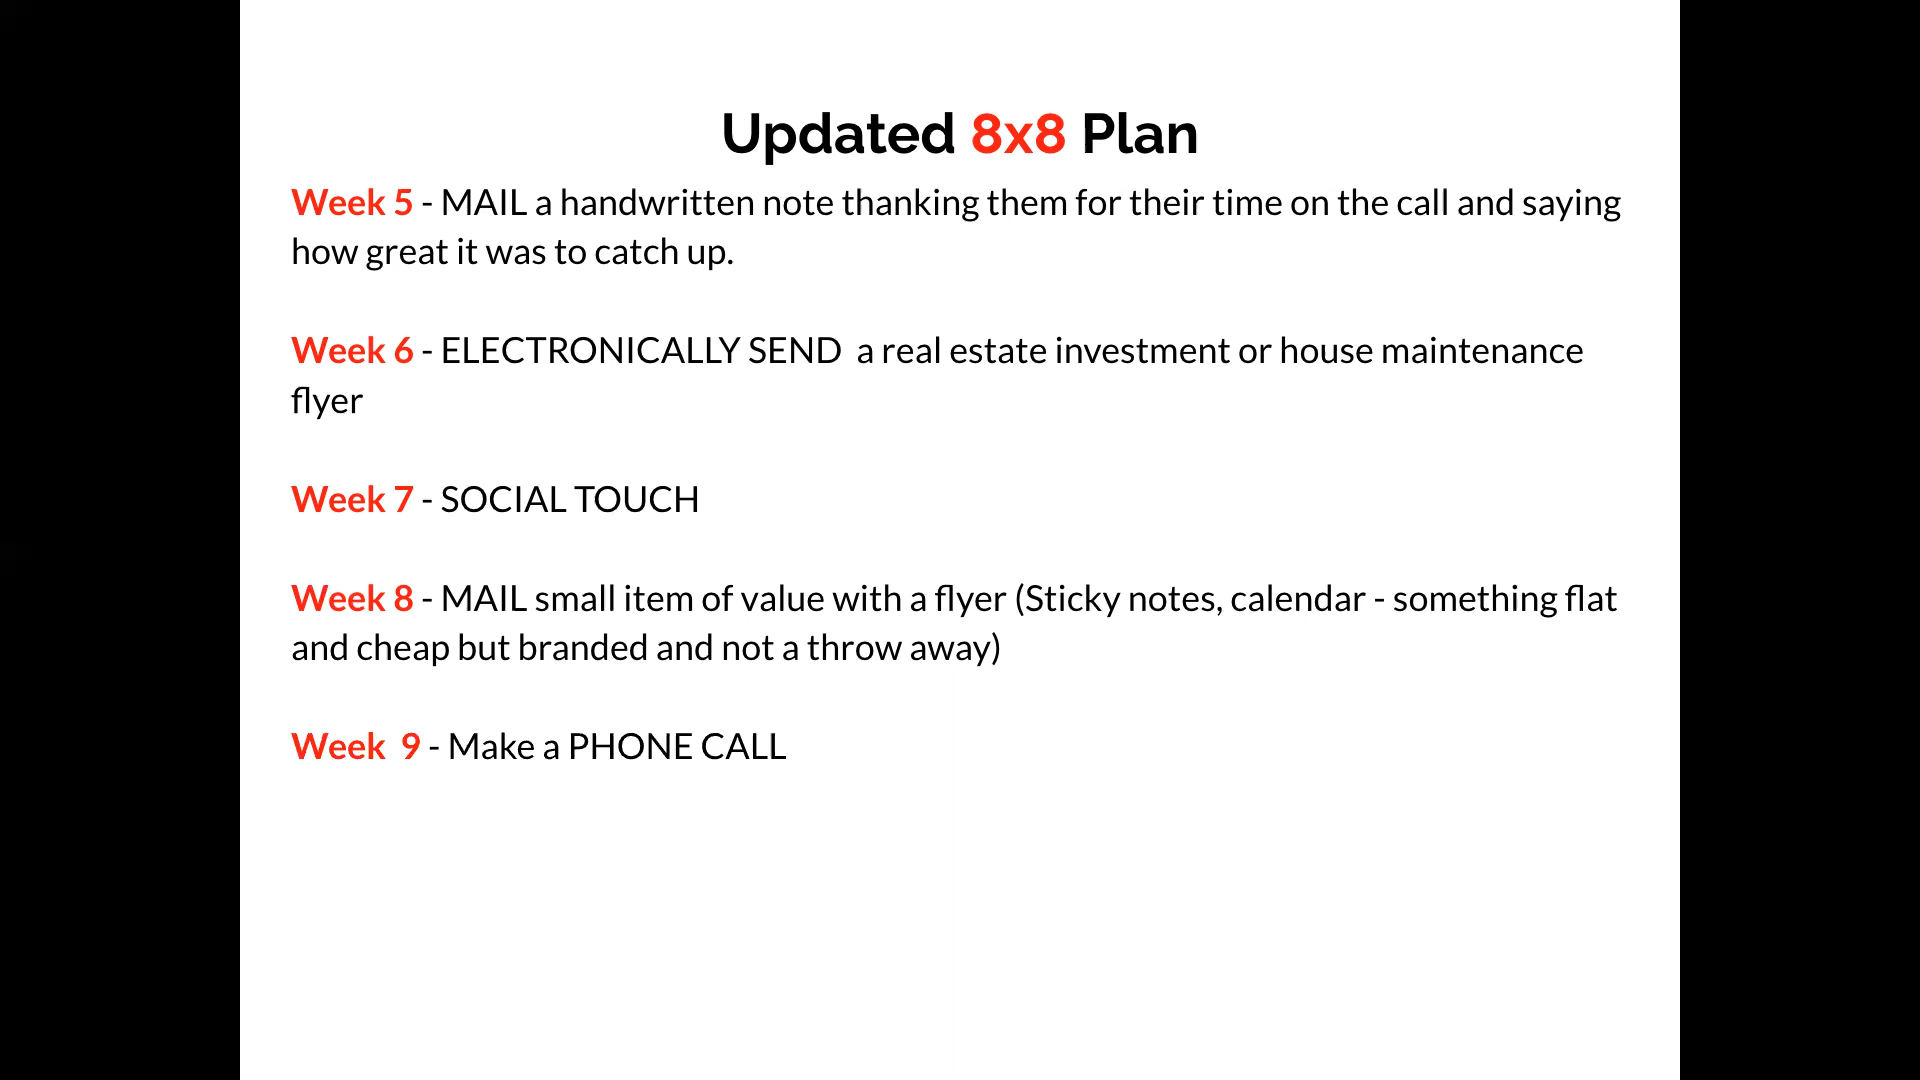 Updated 8x8 Plan
Week 5 - MAIL a handwritten note thanking them for their time on the call and saying
how great it was to catch up.
Week 6 - ELECTRONICALLY SEND  a real estate investment or house maintenance
flyer
Week 7 - SOCIAL TOUCH
Week 8 - MAIL small item of value with a flyer (Sticky notes, calendar - something flat
and cheap but branded and not a throw away)
Week  9 - Make a PHONE CALL